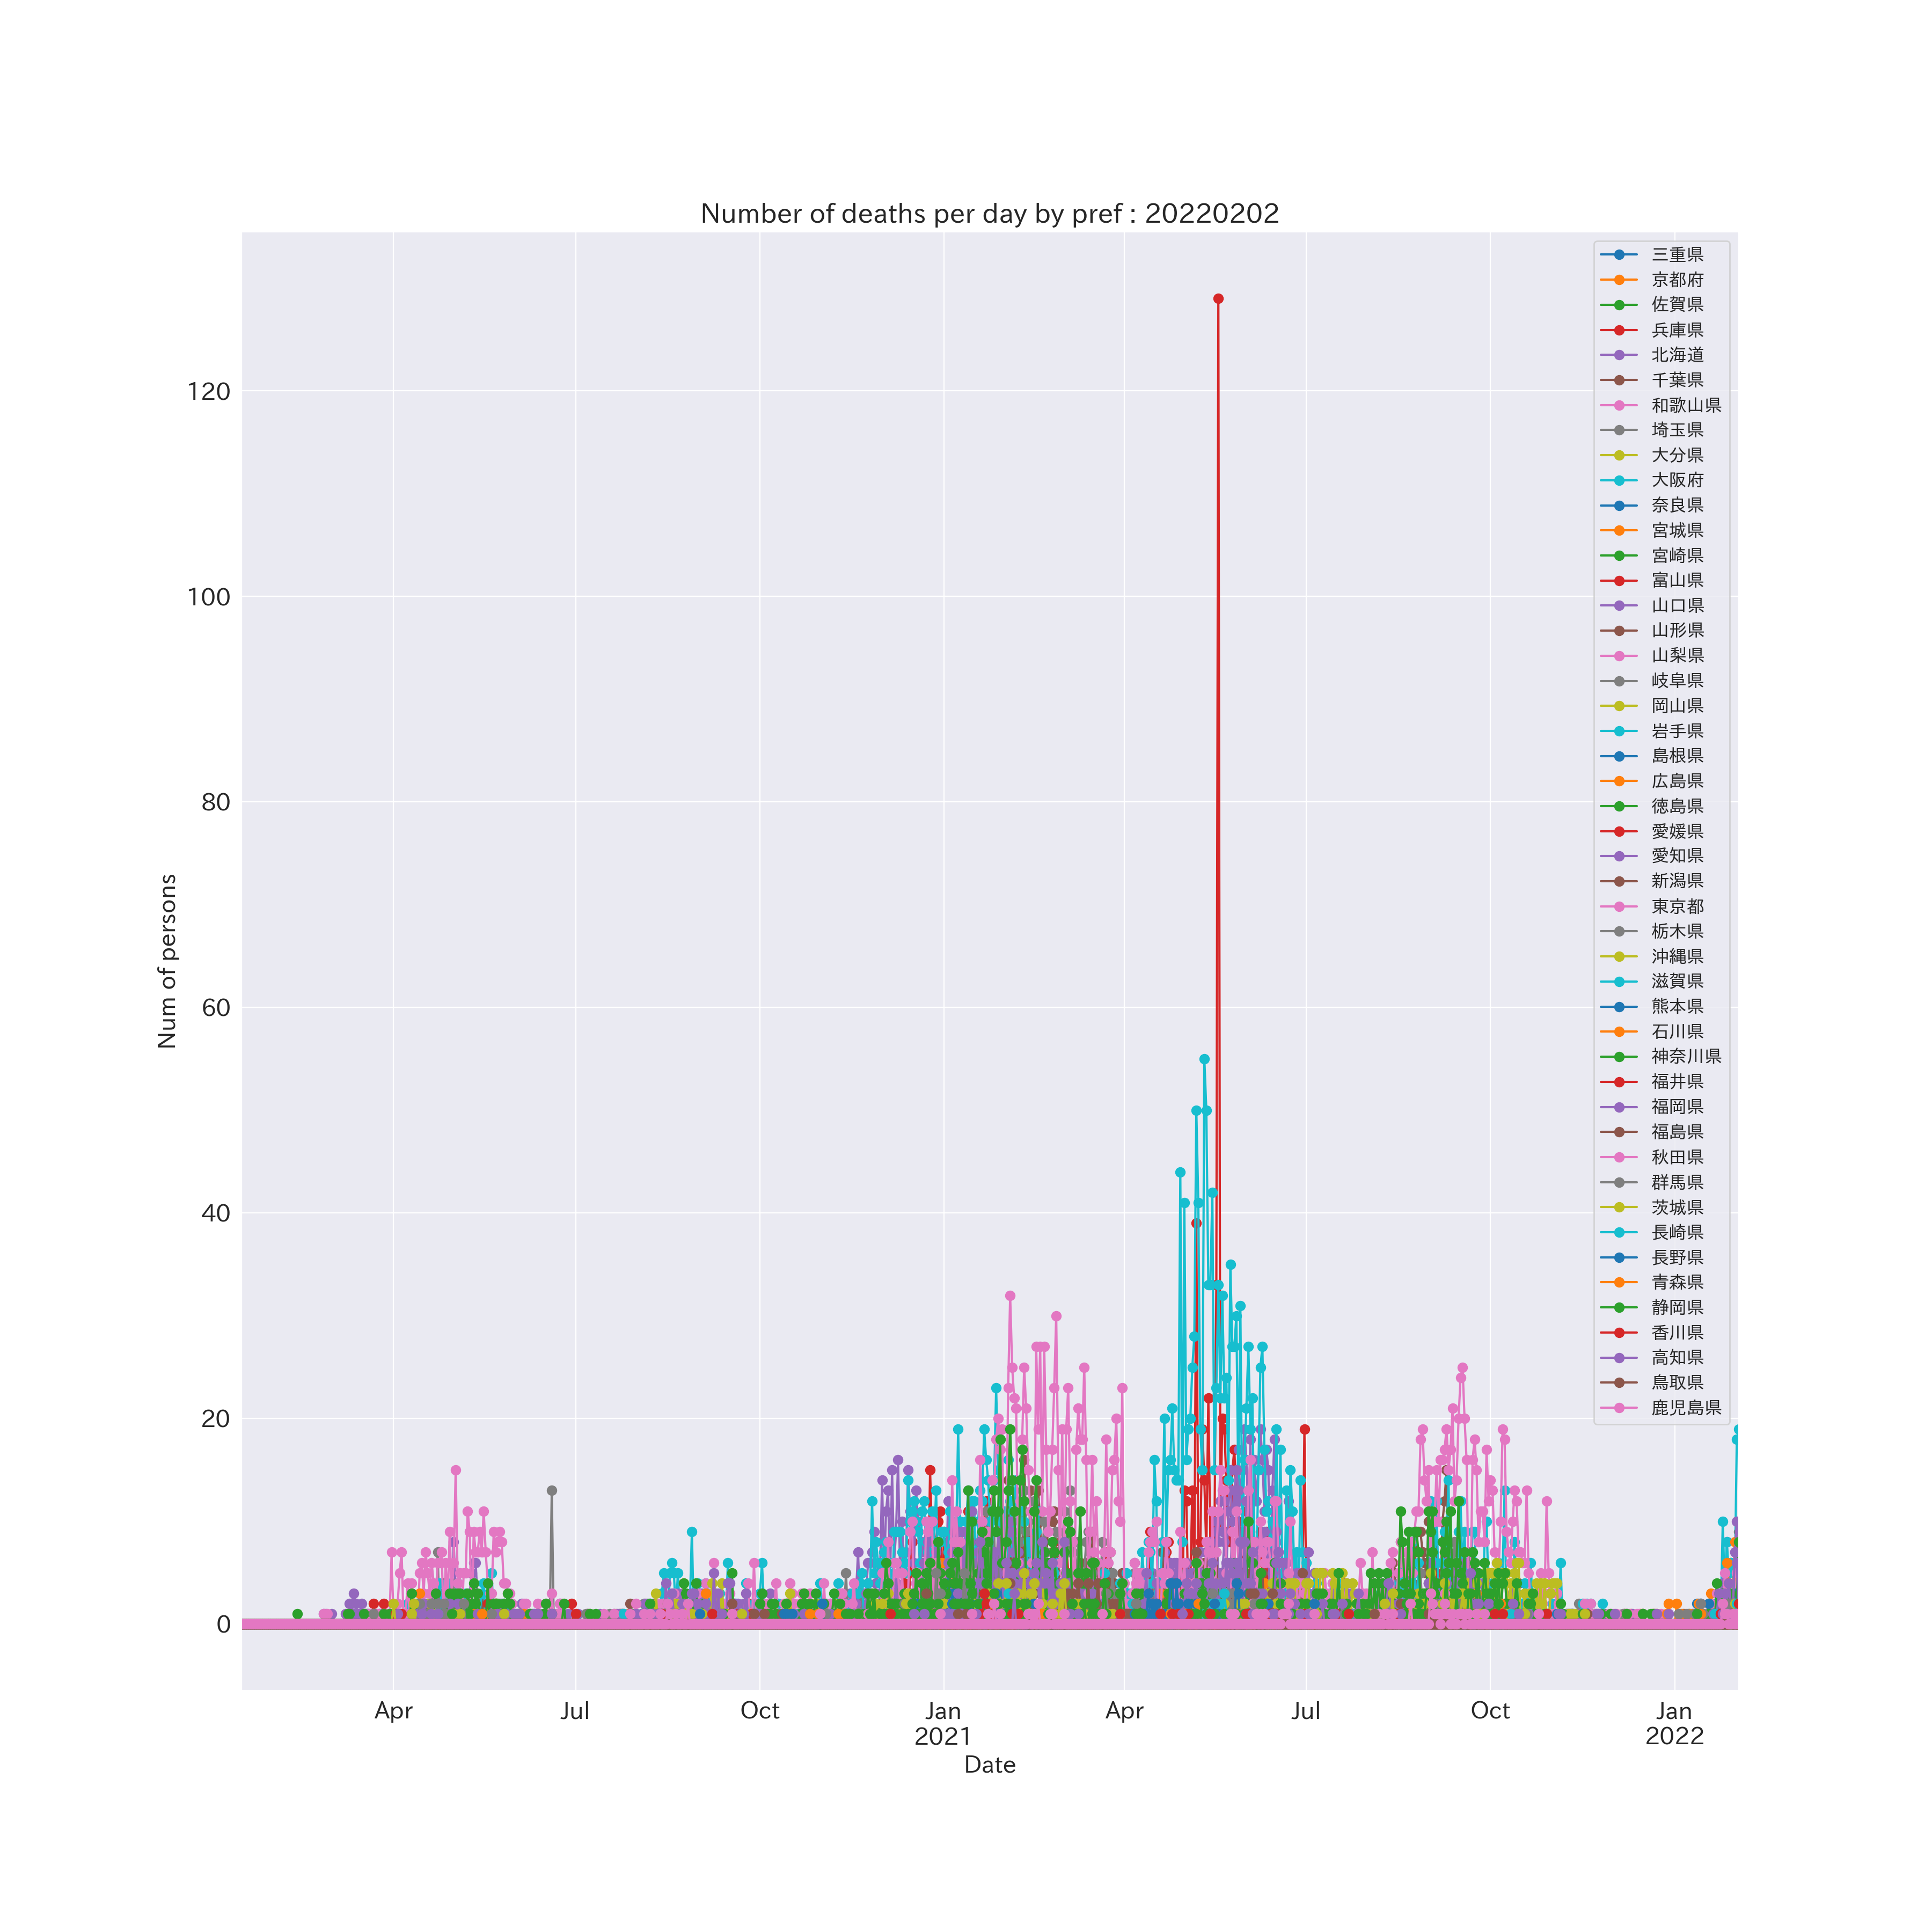 Number of deaths per day by pref : 20220202
三重県
京都府
佐賀県
兵庫県
北海道
千葉県
和歌山県
埼玉県
大分県
大阪府
奈良県
宮城県
宮崎県
富山県
山口県
山形県
山梨県
岐阜県
岡山県
岩手県
島根県
広島県
徳島県
愛媛県
愛知県
新潟県
東京都
栃木県
沖縄県
滋賀県
熊本県
石川県
神奈川県
福井県
福岡県
福島県
秋田県
群馬県
茨城県
長崎県
長野県
青森県
静岡県
香川県
高知県
鳥取県
鹿児島県
120
100
80
60
40
20
0
Num of persons
Apr Jul Oct Jan Apr Jul Oct Jan
2021 2022
Date